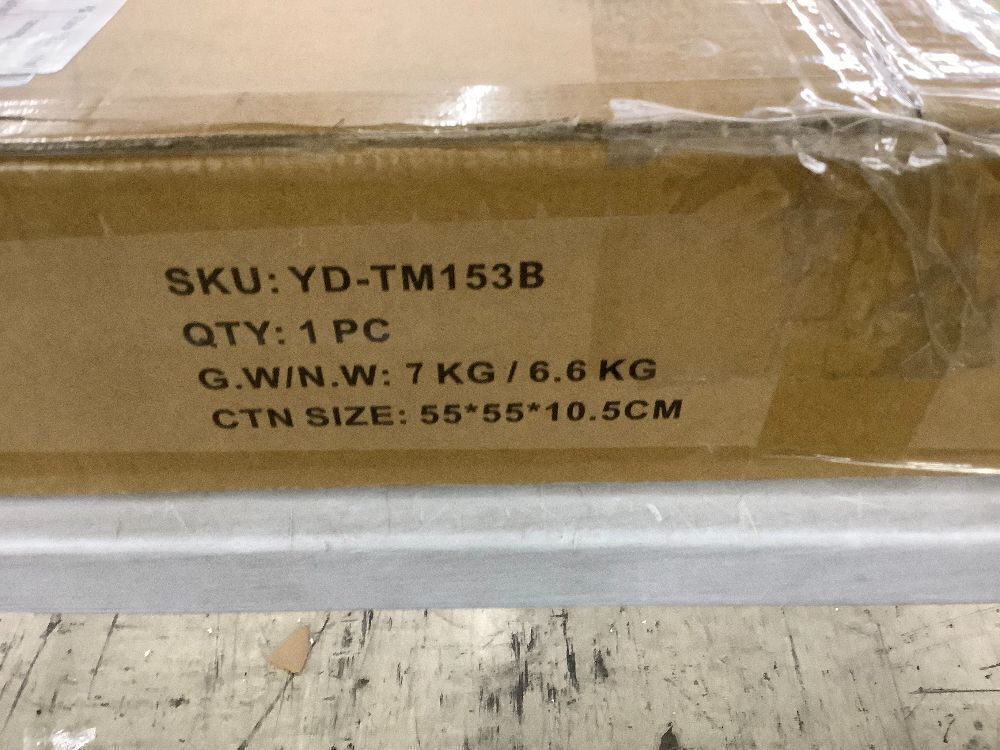 SKU: YD-TM153B
QTY: 1 PC
G.W/N.W: 7 KG / 6.6 KG
CTN SIZE: 55*55*10.5CM